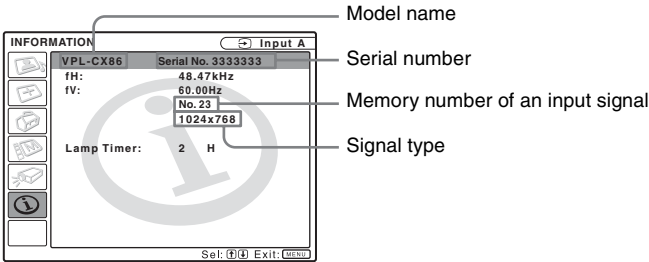 Model name
INFORMATION Input A
VPL-CX86 Serial No. 3333333
Serial number
fH: 48.47kHz
fV: 60.00Hz
No. 23
Memory number of an input signal
1024x768
Signal type
Lamp Timer: 2 H
Sel: Exit: MENU